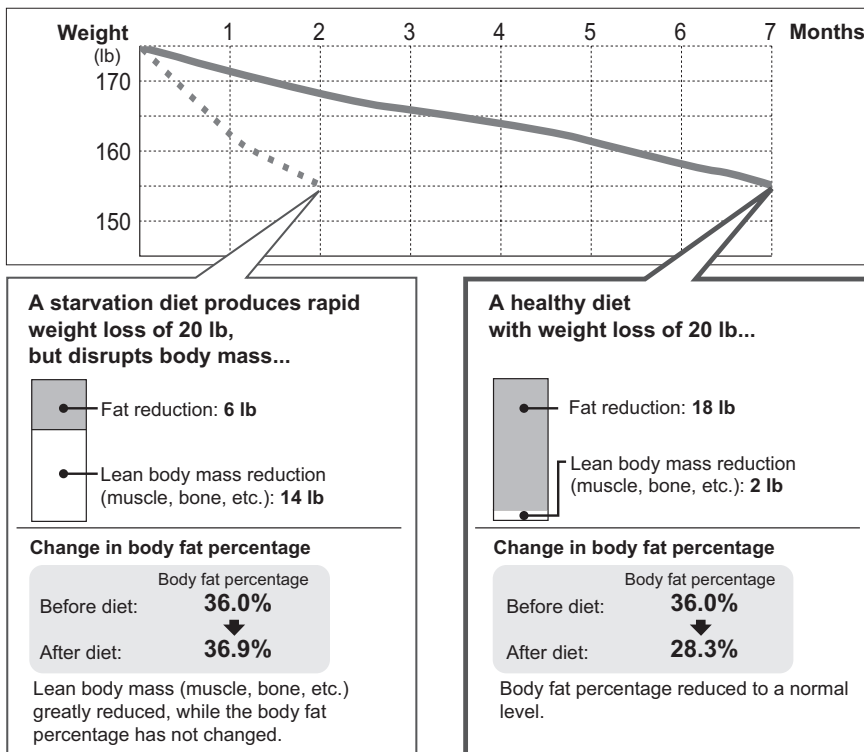 Weight
(lb)
1 2 3 4 5 6 7 Months
170
160
150
A starvation diet produces rapid
weight loss of 20 lb,
but disrupts body mass...
Fat reduction: 6 lb
Lean body mass reduction
(muscle, bone, etc.): 14 lb
Change in body fat percentage
Body fat percentage
Before diet: 36.0%
After diet: 36.9%
Lean body mass (muscle, bone, etc.)
greatly reduced, while the body fat
percentage has not changed.
A healthy diet
with weight loss of 20 lb...
Fat reduction: 18 lb
Lean body mass reduction
(muscle, bone, etc.): 2 lb
Change in body fat percentage
Body fat percentage
Before diet: 36.0%
After diet: 28.3%
Body fat percentage reduced to a normal
level.